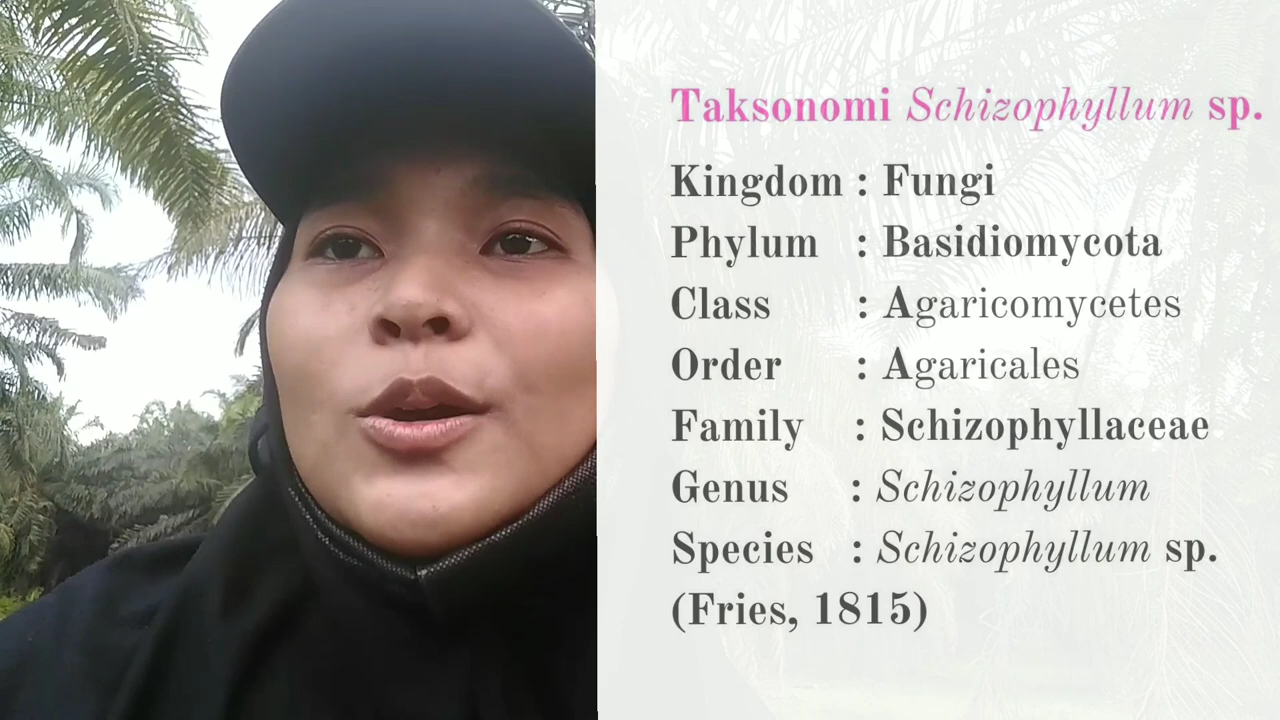 Taksonomi Schizophyllum sp.
Kingdom : Fungi
Phylum : Basidiomycota
Class : Agaricomycetes
Order : Agaricales
Family : Schizophyllaceae
Genus : Schizophyllum
Species : Schizophyllum sp.
(Fries, 1815)